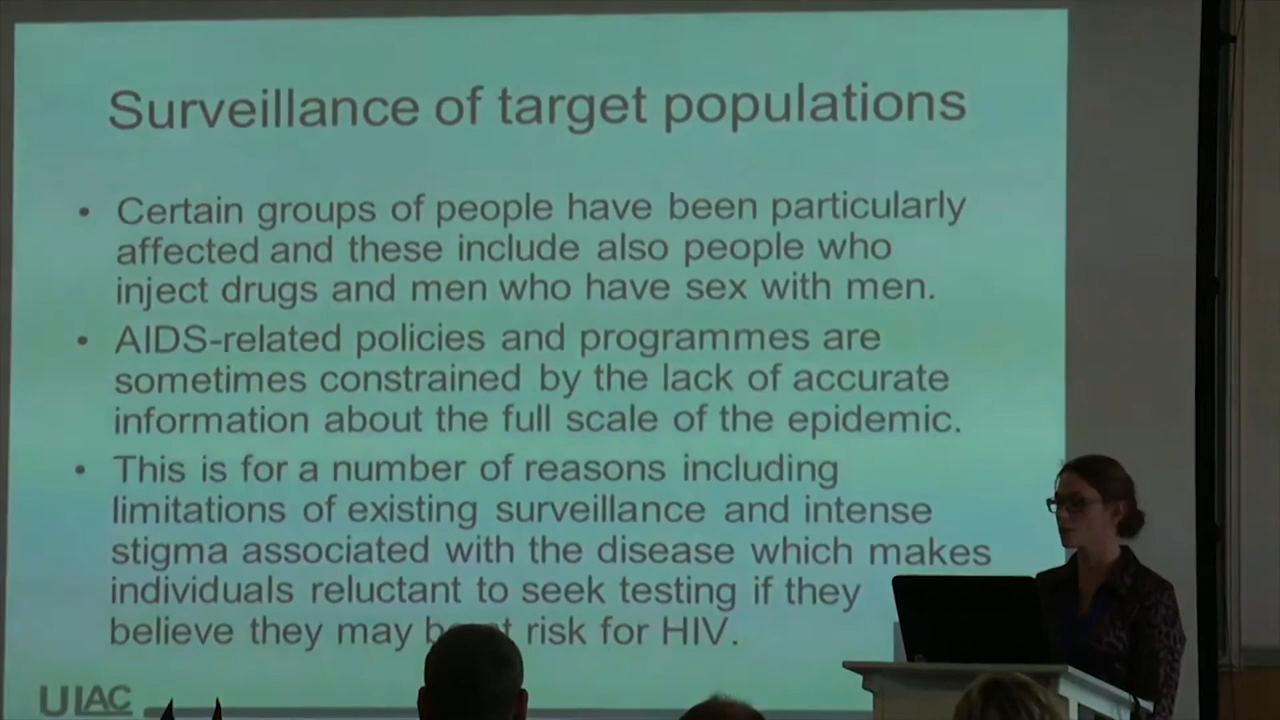 Surveillance of target populations
• Certain groups of people have been particularly
affected and these include also people who
inject drugs and men who have sex with men.
• AIDS-related policies and programmes are
sometimes constrained by the lack of accurate
information about the full scale of the epidemic.
• This is for a number of reasons including
limitations of existing surveillance and intense
stigma associated with the disease which makes
individuals reluctant to seek testing if they
believe they may risk for HIV.